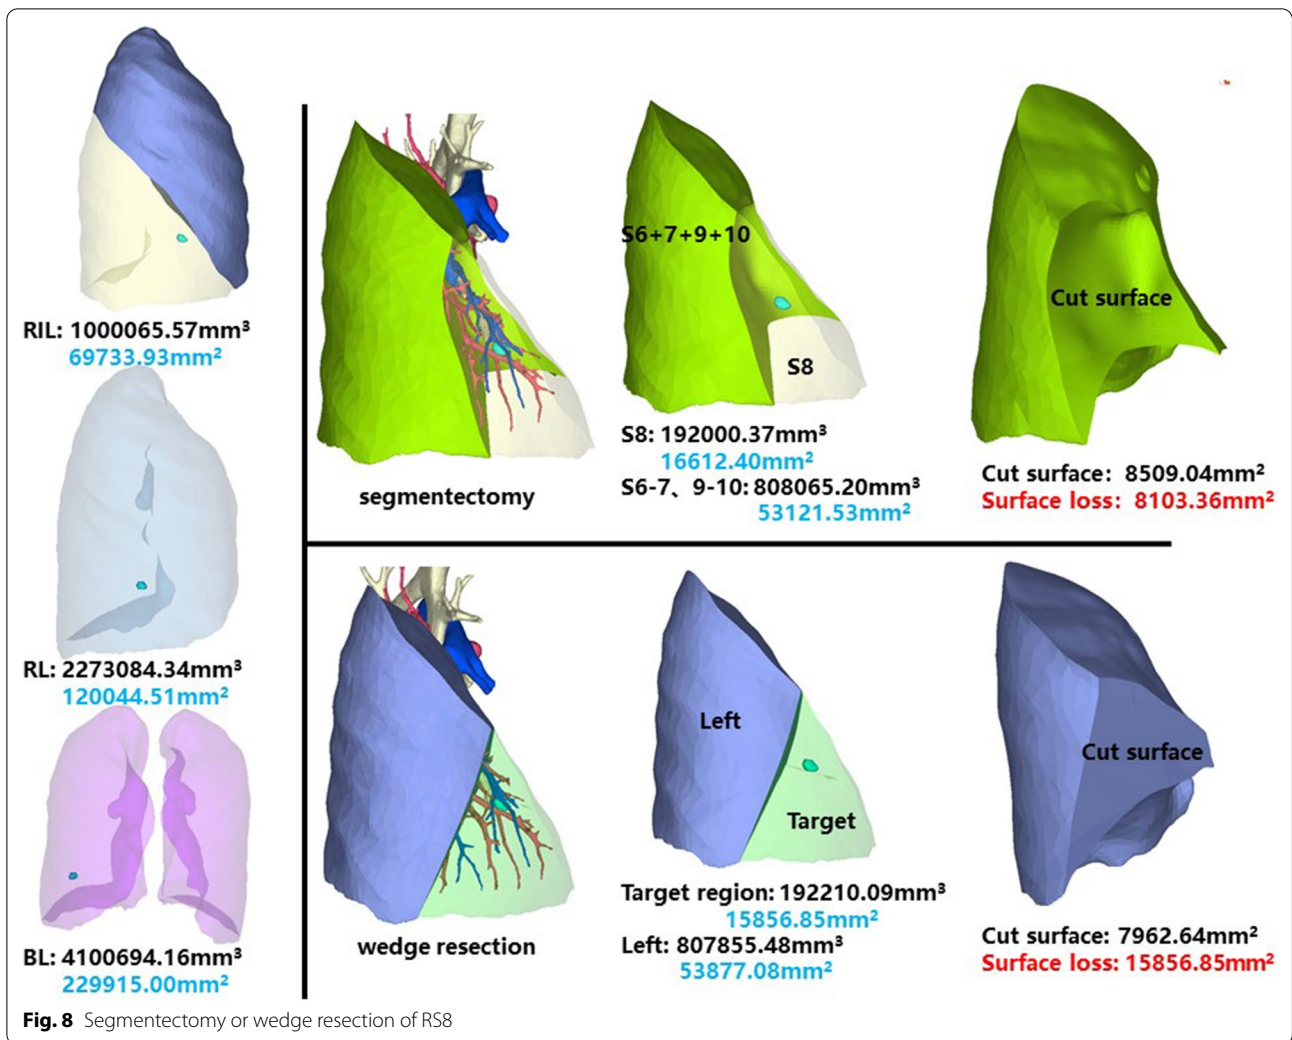 RIL: 1000065.57mm³
69733.93mm²
RL: 2273084.34mm³
120044.51mm²
BL: 4100694.16mm³
229915.00mm²
segmentectomy
S6+7+9+10
S8
S8: 192000.37mm³
16612.40mm²
S6-7、9-10: 808065.20mm³
53121.53mm²
Cut surface
Cut surface: 8509.04mm²
Surface loss: 8103.36mm²
wedge resection
Left
Target
Target region: 192210.09mm³
15856.85mm²
Left: 807855.48mm³
53877.08mm²
Cut surface
Cut surface: 7962.64mm²
Surface loss: 15856.85mm²
Fig. 8 Segmentectomy or wedge resection of RS8